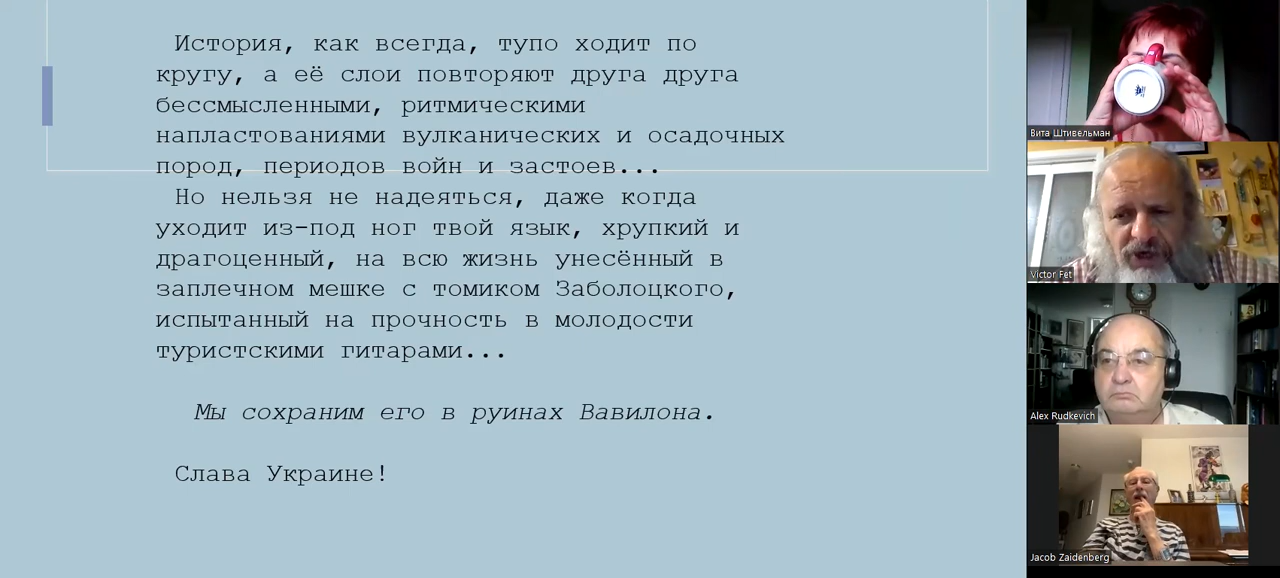 История, как всегда, тупо ходит по
кругу, а её слои повторяют друга друга
бессмысленными, ритмическими
напластованиями вулканических и осадочных
пород, периодов войн и застоев...
Но нельзя не надеяться, даже когда
уходит из-под ног твой язык, хрупкий и
драгоценный, на всю жизнь унесённый в
заплечном мешке с томиком Заболоцкого,
испытанный на прочность в молодости
туристскими гитарами...
Мы сохраним его в руинах Вавилона.
Слава Украине!
Вита Штивельман
Victor Fet
Alex Rudkevich
Jacob Zaidenberg